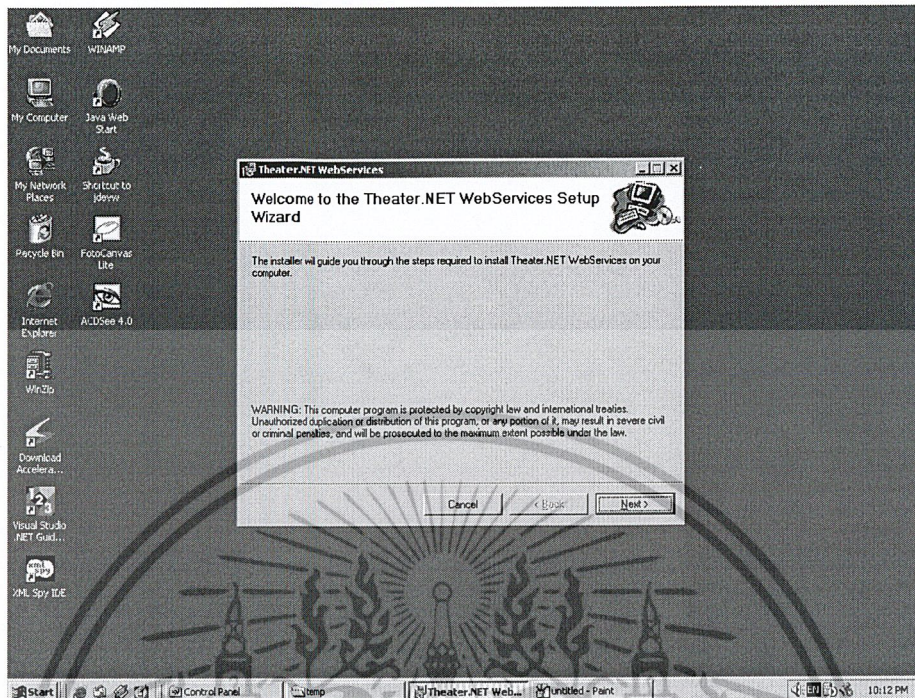 My Documents
WINAMP
My Computer
Java Web
Start
My Network
Places
Shortcut to
jdevw
Recycle Bin
FotoCanvas
Lite
Internet
Explorer
ACDSee 4.0
WinZip
Download
Accelera...
Visual Studio
.NET Guid...
XML Spy IDE
Theater.NET WebServices
Welcome to the Theater.NET WebServices Setup
Wizard
The installer will guide you through the steps required to install Theater.NET WebServices on your
computer.
WARNING: This computer program is protected by copyright law and international treaties.
Unauthorized duplication or distribution of this program, or any portion of it, may result in severe civil
or criminal penalties, and will be prosecuted to the maximum extent possible under the law.
Cancel
< Back
Next >
Start
Control Panel
temp
Theater.NET Web...
untitled - Paint
EN
10:12 PM